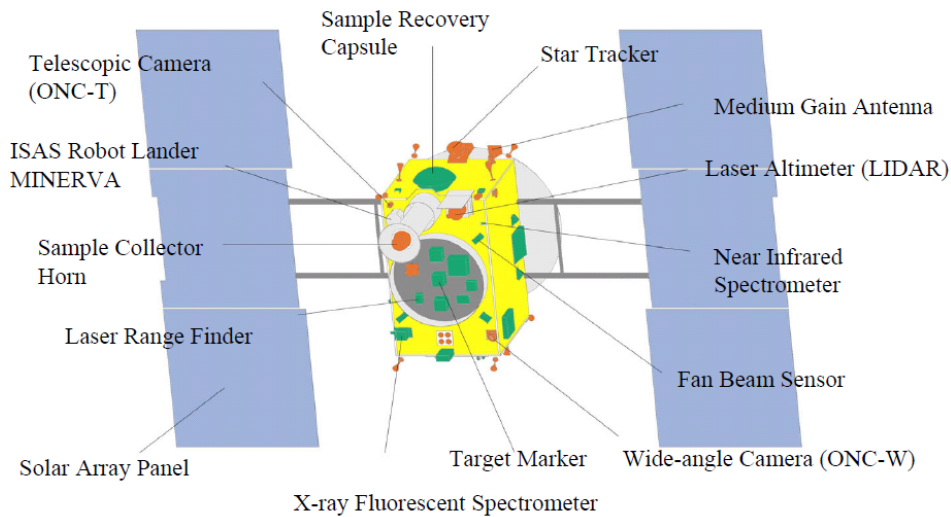 Sample Recovery
Capsule
Star Tracker
Telescopic Camera
(ONC-T)
Medium Gain Antenna
ISAS Robot Lander
MINERVA
Laser Altimeter (LIDAR)
Sample Collector
Horn
Near Infrared
Spectrometer
Laser Range Finder
Fan Beam Sensor
Solar Array Panel
Target Marker
Wide-angle Camera (ONC-W)
X-ray Fluorescent Spectrometer